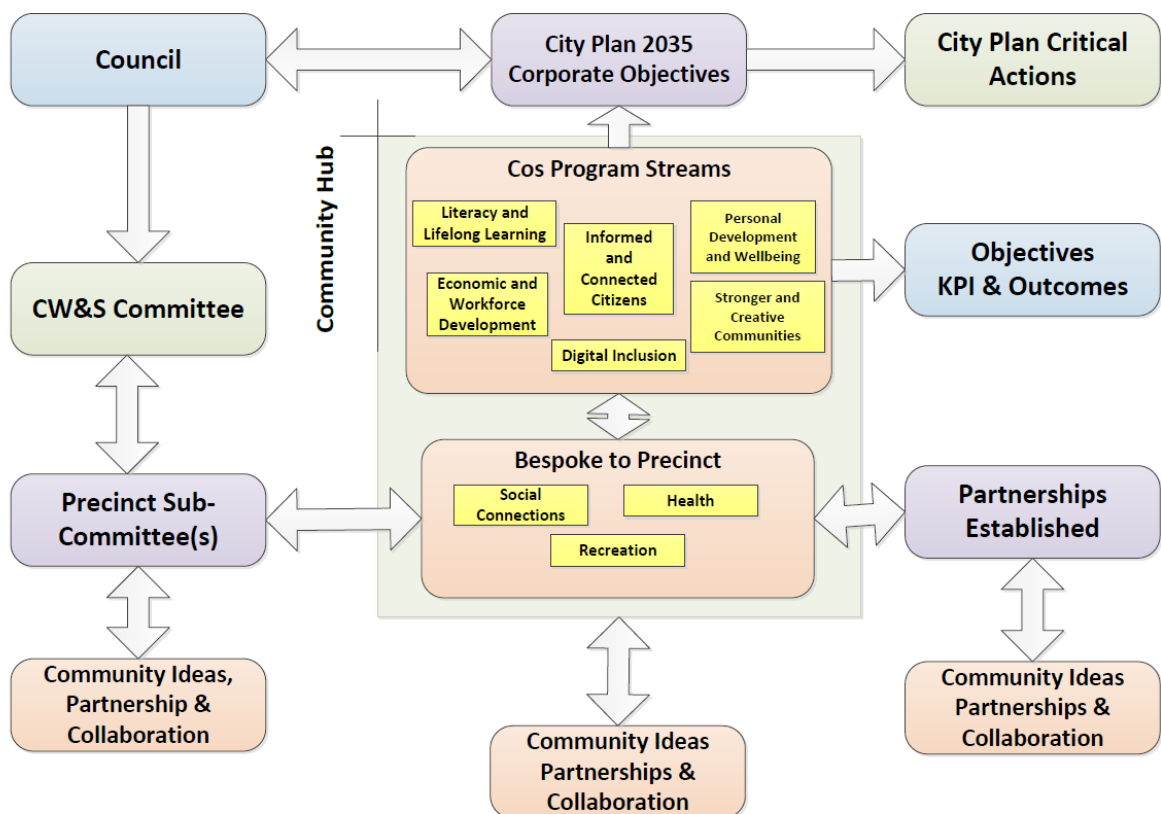 Council
City Plan 2035
Corporate Objectives
City Plan Critical
Actions
Community Hub
Cos Program Streams
Literacy and
Lifelong Learning
Informed
and
Connected
Citizens
Personal
Development
and Wellbeing
Economic and
Workforce
Development
Stronger and
Creative
Communities
Digital Inclusion
Objectives
KPI & Outcomes
CW&S Committee
Bespoke to Precinct
Social
Connections
Health
Recreation
Precinct Sub-
Committee(s)
Partnerships
Established
Community Ideas,
Partnership &
Collaboration
Community Ideas
Partnerships &
Collaboration
Community Ideas
Partnerships &
Collaboration